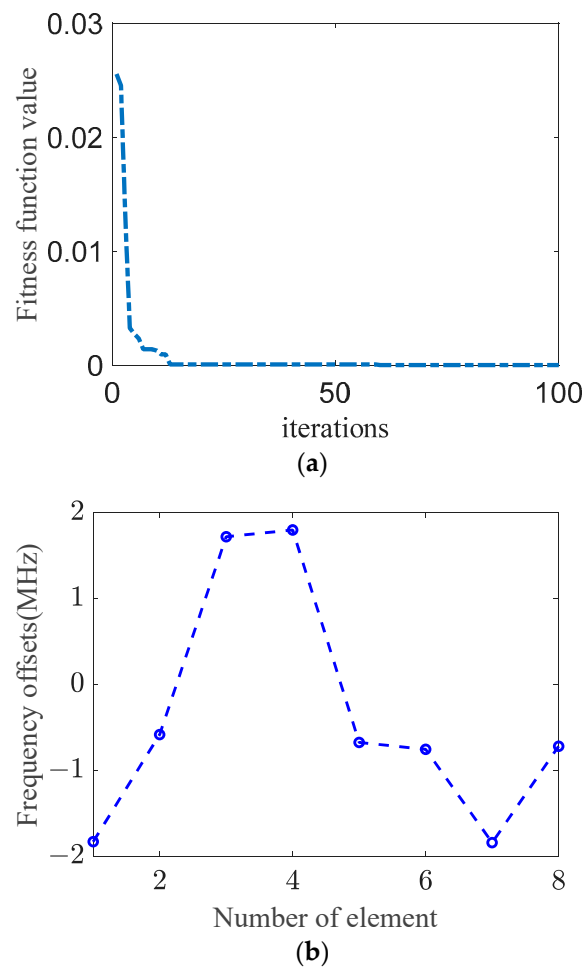 0.03
0.02
0.01
0
Fitness function value
0
50
100
iterations
(a)
2
1
0
−1
−2
Frequency offsets(MHz)
2
4
6
8
Number of element
(b)